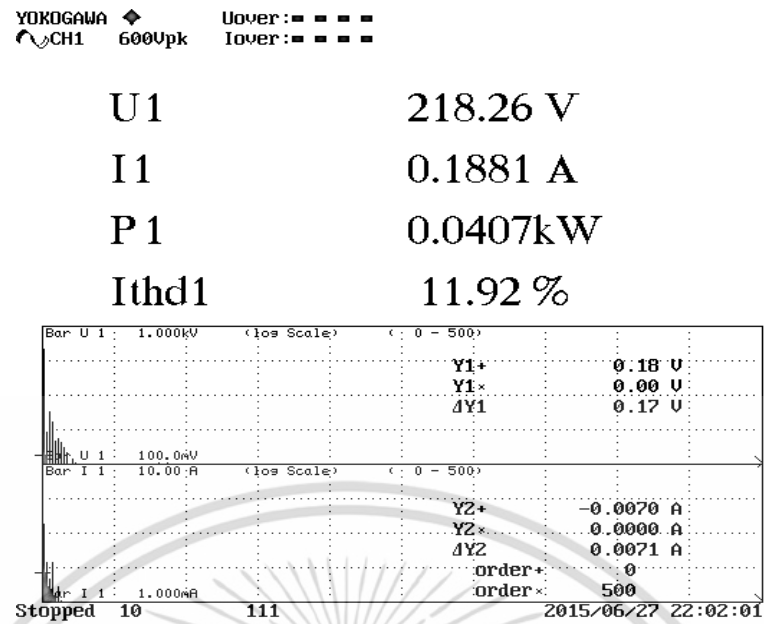 YOKOGAWA ◆ Uover:■ ■ ■ ■
CH1 600Vpk Iover:■ ■ ■ ■
U1 218.26 V
I1 0.1881 A
P1 0.0407kW
Ithd1 11.92 %
Bar U 1 1.000kV (log Scale) ( 0 - 500)
Y1+ 0.18 V
Y1× 0.00 V
ΔY1 0.17 V
U 1 100.0mV
Bar I 1 10.00 A (log Scale) ( 0 - 500)
Y2+ -0.0070 A
Y2× 0.0000 A
ΔY2 0.0071 A
order+ 0
order× 500
I 1 1.000mA
Stopped 10 111 2015/06/27 22:02:01